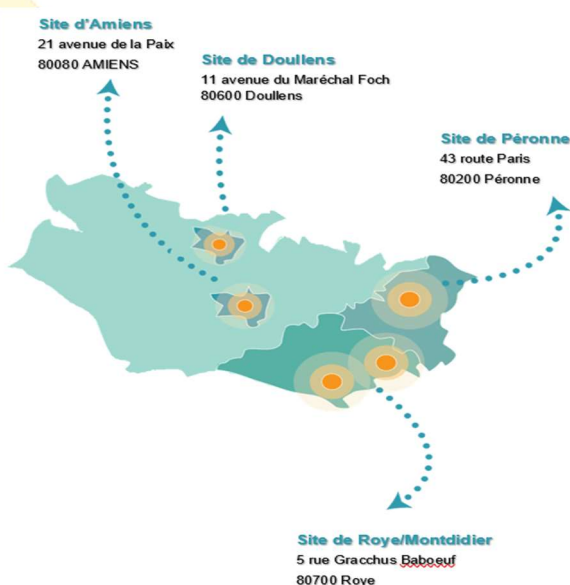 Site d'Amiens
21 avenue de la Paix
80080 AMIENS
Site de Doullens
11 avenue du Maréchal Foch
80600 Doullens
Site de Péronne
43 route Paris
80200 Péronne
Site de Roye/Montdidier
5 rue Gracchus Baboeuf
80700 Roye